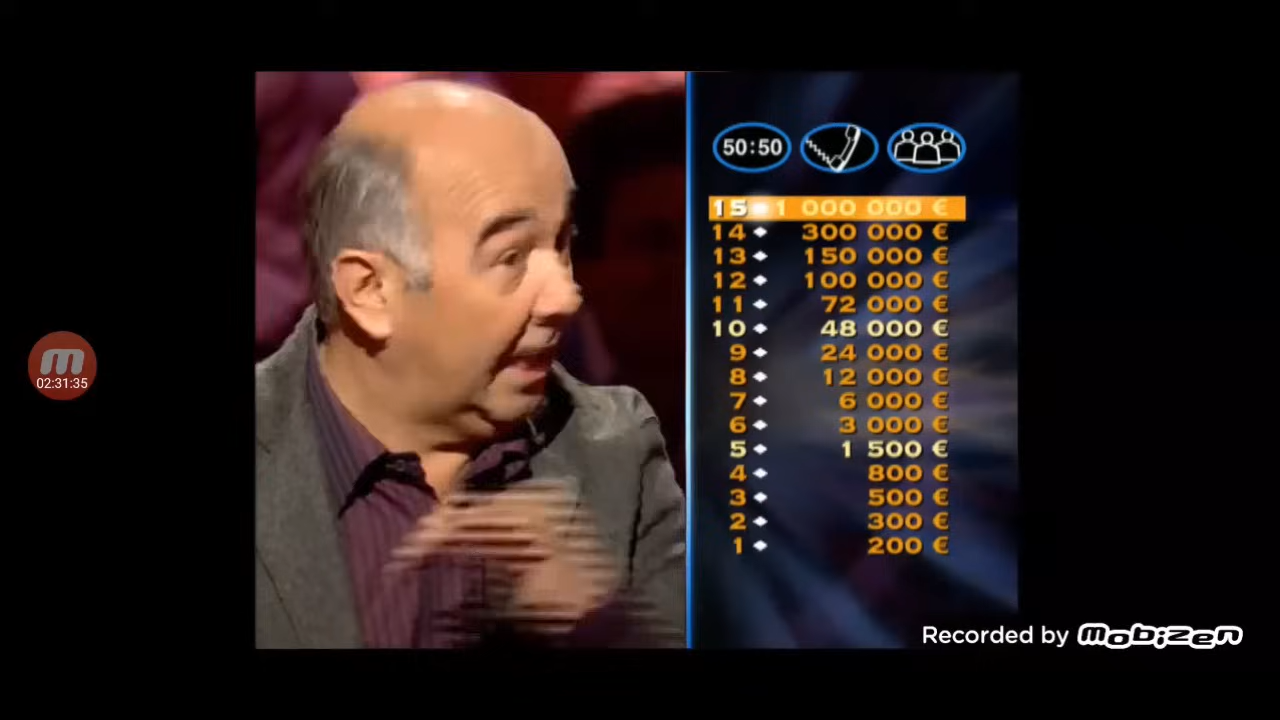 50:50
15 1 000 000 €
14 300 000 €
13 150 000 €
12 100 000 €
11 72 000 €
10 48 000 €
9 24 000 €
8 12 000 €
7 6 000 €
6 3 000 €
5 1 500 €
4 800 €
3 500 €
2 300 €
1 200 €
02:31:35
Recorded by mobizen